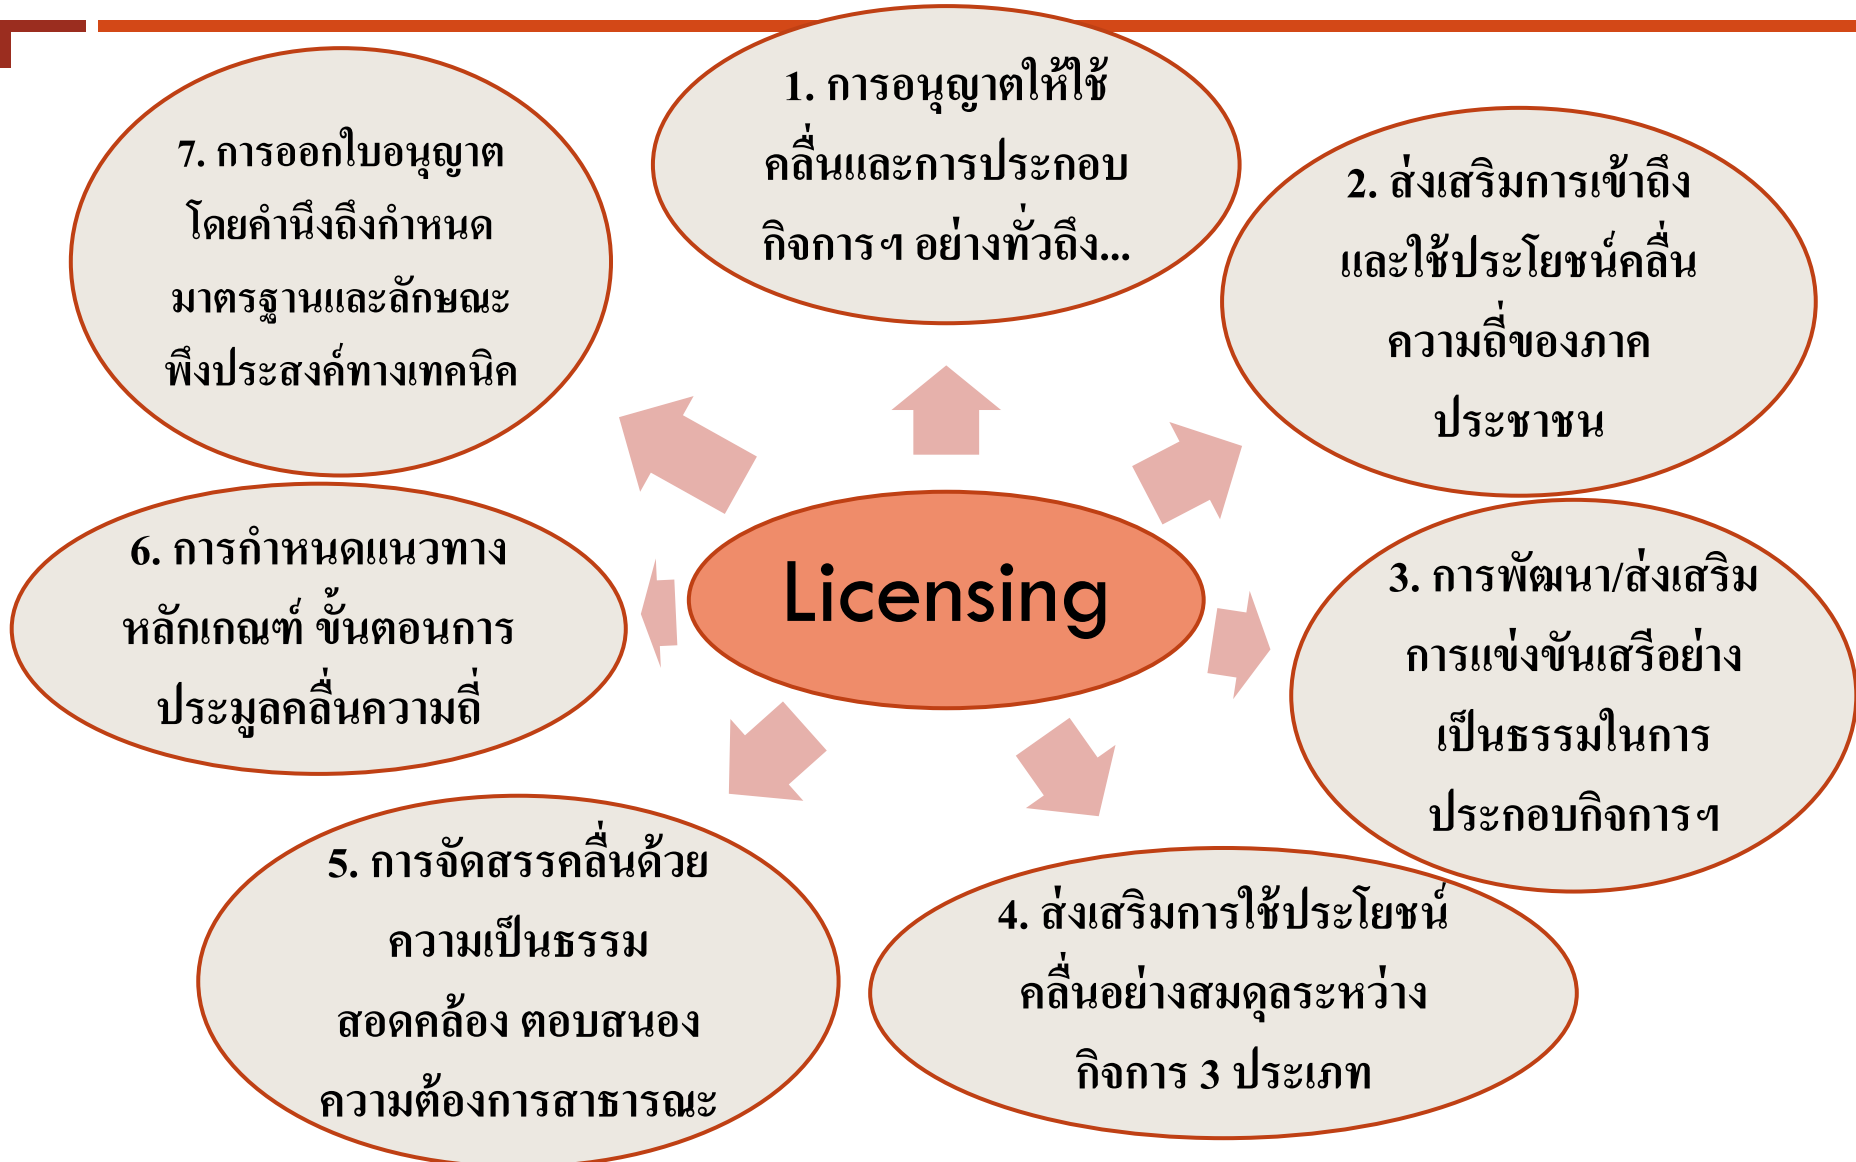 1. การอนุญาตให้ใช้
คลื่นและการประกอบ
กิจการฯ อย่างทั่วถึง...
2. ส่งเสริมการเข้าถึง
และใช้ประโยชน์คลื่น
ความถี่ของภาค
ประชาชน
3. การพัฒนา/ส่งเสริม
การแข่งขันเสรีอย่าง
เป็นธรรมในการ
ประกอบกิจการฯ
4. ส่งเสริมการใช้ประโยชน์
คลื่นอย่างสมดุลระหว่าง
กิจการ 3 ประเภท
5. การจัดสรรคลื่นด้วย
ความเป็นธรรม
สอดคล้อง ตอบสนอง
ความต้องการสาธารณะ
6. การกำหนดแนวทาง
หลักเกณฑ์ ขั้นตอนการ
ประมูลคลื่นความถี่
7. การออกใบอนุญาต
โดยคำนึงถึงกำหนด
มาตรฐานและลักษณะ
พึงประสงค์ทางเทคนิค
Licensing